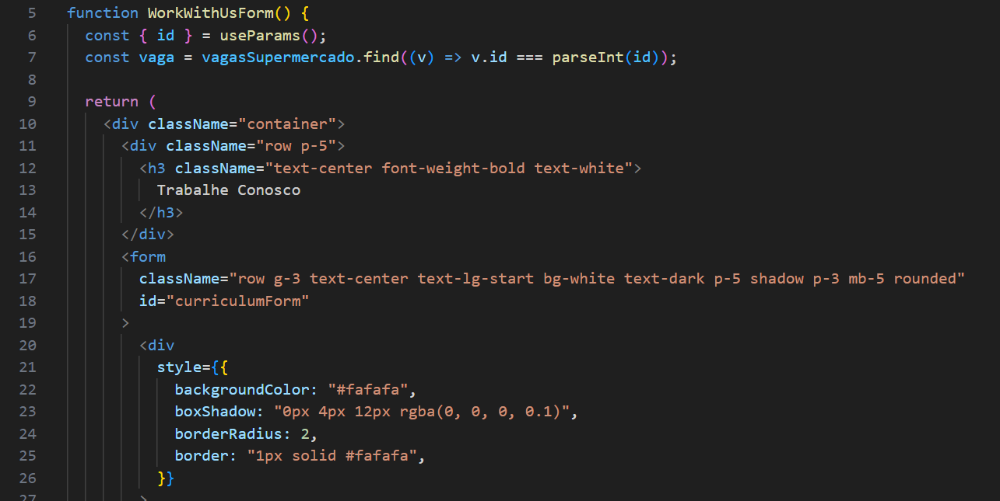 5 function WorkWithUsForm() {
6 const { id } = useParams();
7 const vaga = vagasSupermercado.find((v) => v.id === parseInt(id));
8
9 return (
10 <div className="container">
11 <div className="row p-5">
12 <h3 className="text-center font-weight-bold text-white">
13 Trabalhe Conosco
14 </h3>
15 </div>
16 <form
17 className="row g-3 text-center text-lg-start bg-white text-dark p-5 shadow p-3 mb-5 rounded"
18 id="curriculumForm"
19 >
20 <div
21 style={{
22 backgroundColor: "#fafafa",
23 boxShadow: "0px 4px 12px rgba(0, 0, 0, 0.1)",
24 borderRadius: 2,
25 border: "1px solid #fafafa",
26 }}
27 >